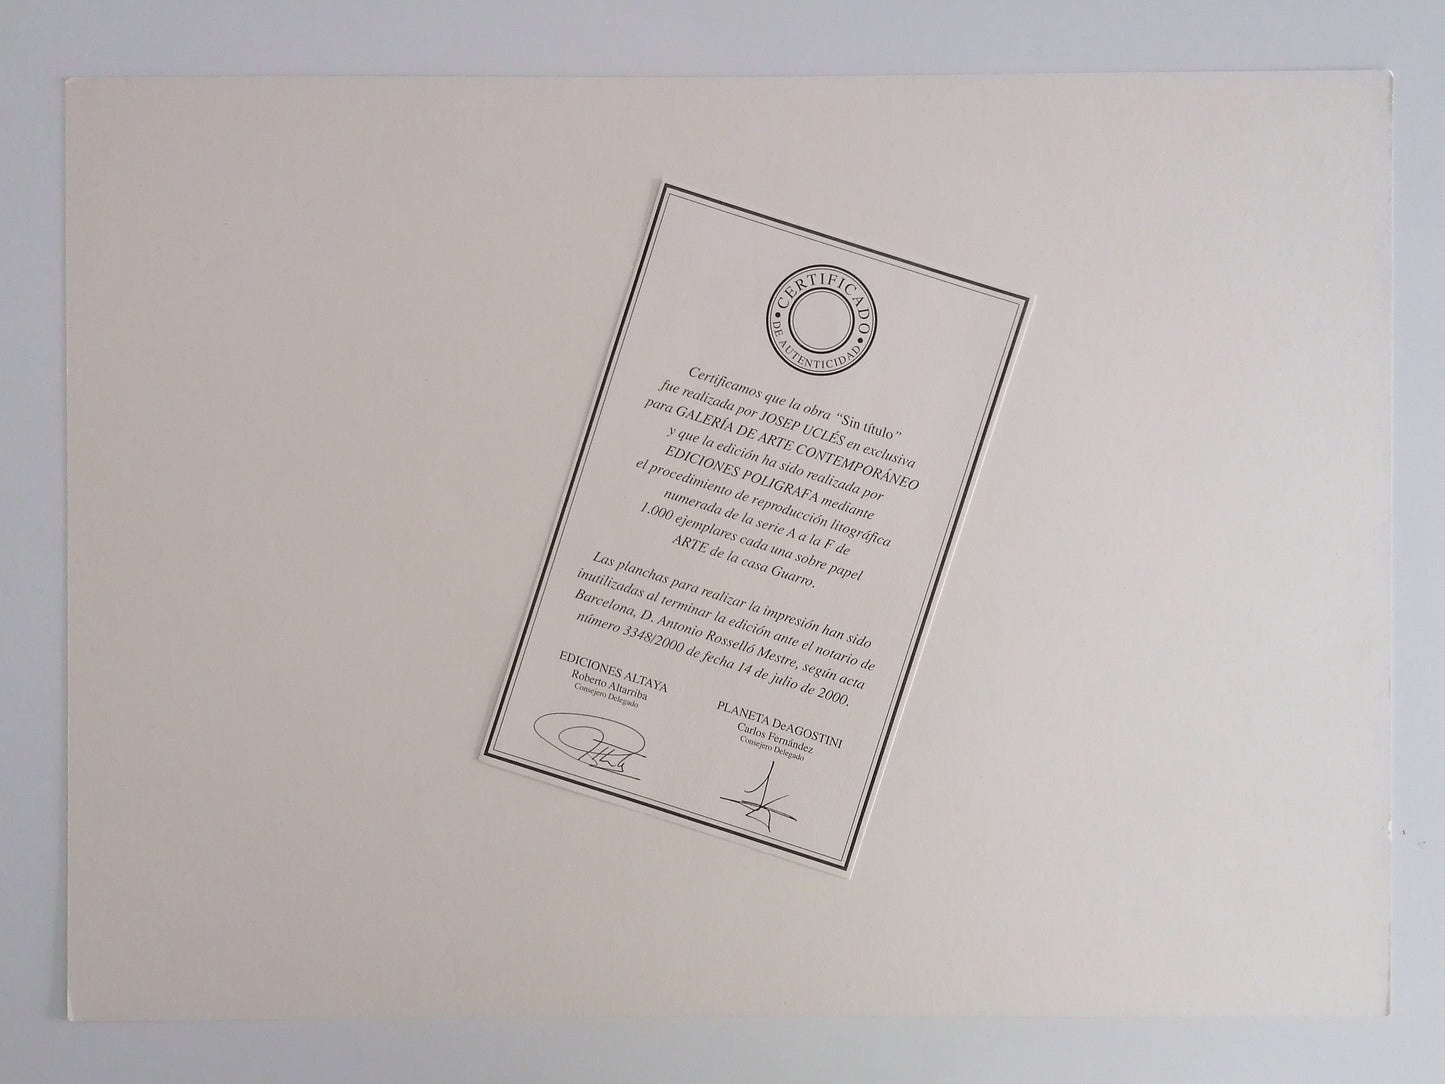 CERTIFICADO
DE AUTENTICIDAD
Certificamos que la obra "Sin título"
fue realizada por JOSEP UCLÉS en exclusiva
para GALERÍA DE ARTE CONTEMPORÁNEO
y que la edición ha sido realizada por
EDICIONES POLIGRAFA mediante
el procedimiento de reproducción litográfica
numerada de la serie A a la F de
1.000 ejemplares cada una sobre papel
ARTE de la casa Guarro.
Las planchas para realizar la impresión han sido
inutilizadas al terminar la edición ante el notario de
Barcelona, D. Antonio Rosselló Mestre, según acta
número 3348/2000 de fecha 14 de julio de 2000.
EDICIONES ALTAYA
Roberto Altarriba
Consejero Delegado
PLANETA DeAGOSTINI
Carlos Fernández
Consejero Delegado